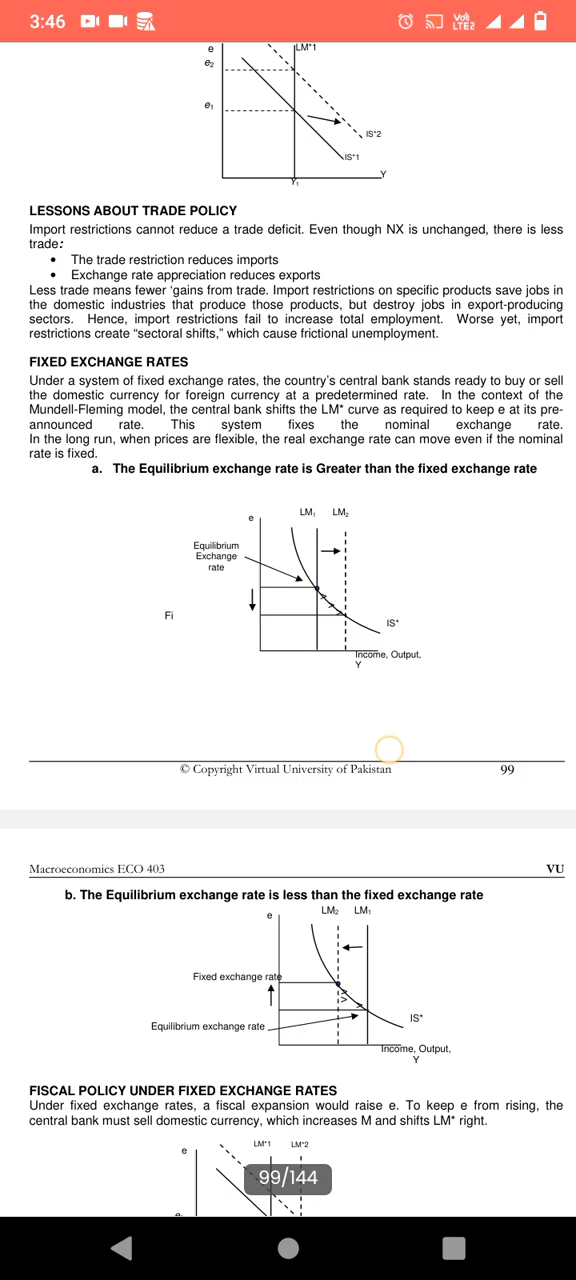 3:46
Vo))
LTE2
e
LM*1
e2
e1
IS*2
IS*1
Y
Y1
LESSONS ABOUT TRADE POLICY
Import restrictions cannot reduce a trade deficit. Even though NX is unchanged, there is less
trade:
• The trade restriction reduces imports
• Exchange rate appreciation reduces exports
Less trade means fewer ‘gains from trade. Import restrictions on specific products save jobs in
the domestic industries that produce those products, but destroy jobs in export-producing
sectors. Hence, import restrictions fail to increase total employment. Worse yet, import
restrictions create “sectoral shifts,” which cause frictional unemployment.
FIXED EXCHANGE RATES
Under a system of fixed exchange rates, the country’s central bank stands ready to buy or sell
the domestic currency for foreign currency at a predetermined rate. In the context of the
Mundell-Fleming model, the central bank shifts the LM* curve as required to keep e at its pre-
announced rate. This system fixes the nominal exchange rate.
In the long run, when prices are flexible, the real exchange rate can move even if the nominal
rate is fixed.
a. The Equilibrium exchange rate is Greater than the fixed exchange rate
e
LM1 LM2
Equilibrium
Exchange
rate
Fi
IS*
Income, Output,
Y
© Copyright Virtual University of Pakistan 99
Macroeconomics ECO 403 VU
b. The Equilibrium exchange rate is less than the fixed exchange rate
e
LM2 LM1
Fixed exchange rate
IS*
Equilibrium exchange rate
Income, Output,
Y
FISCAL POLICY UNDER FIXED EXCHANGE RATES
Under fixed exchange rates, a fiscal expansion would raise e. To keep e from rising, the
central bank must sell domestic currency, which increases M and shifts LM* right.
e
LM*1 LM*2
99/144